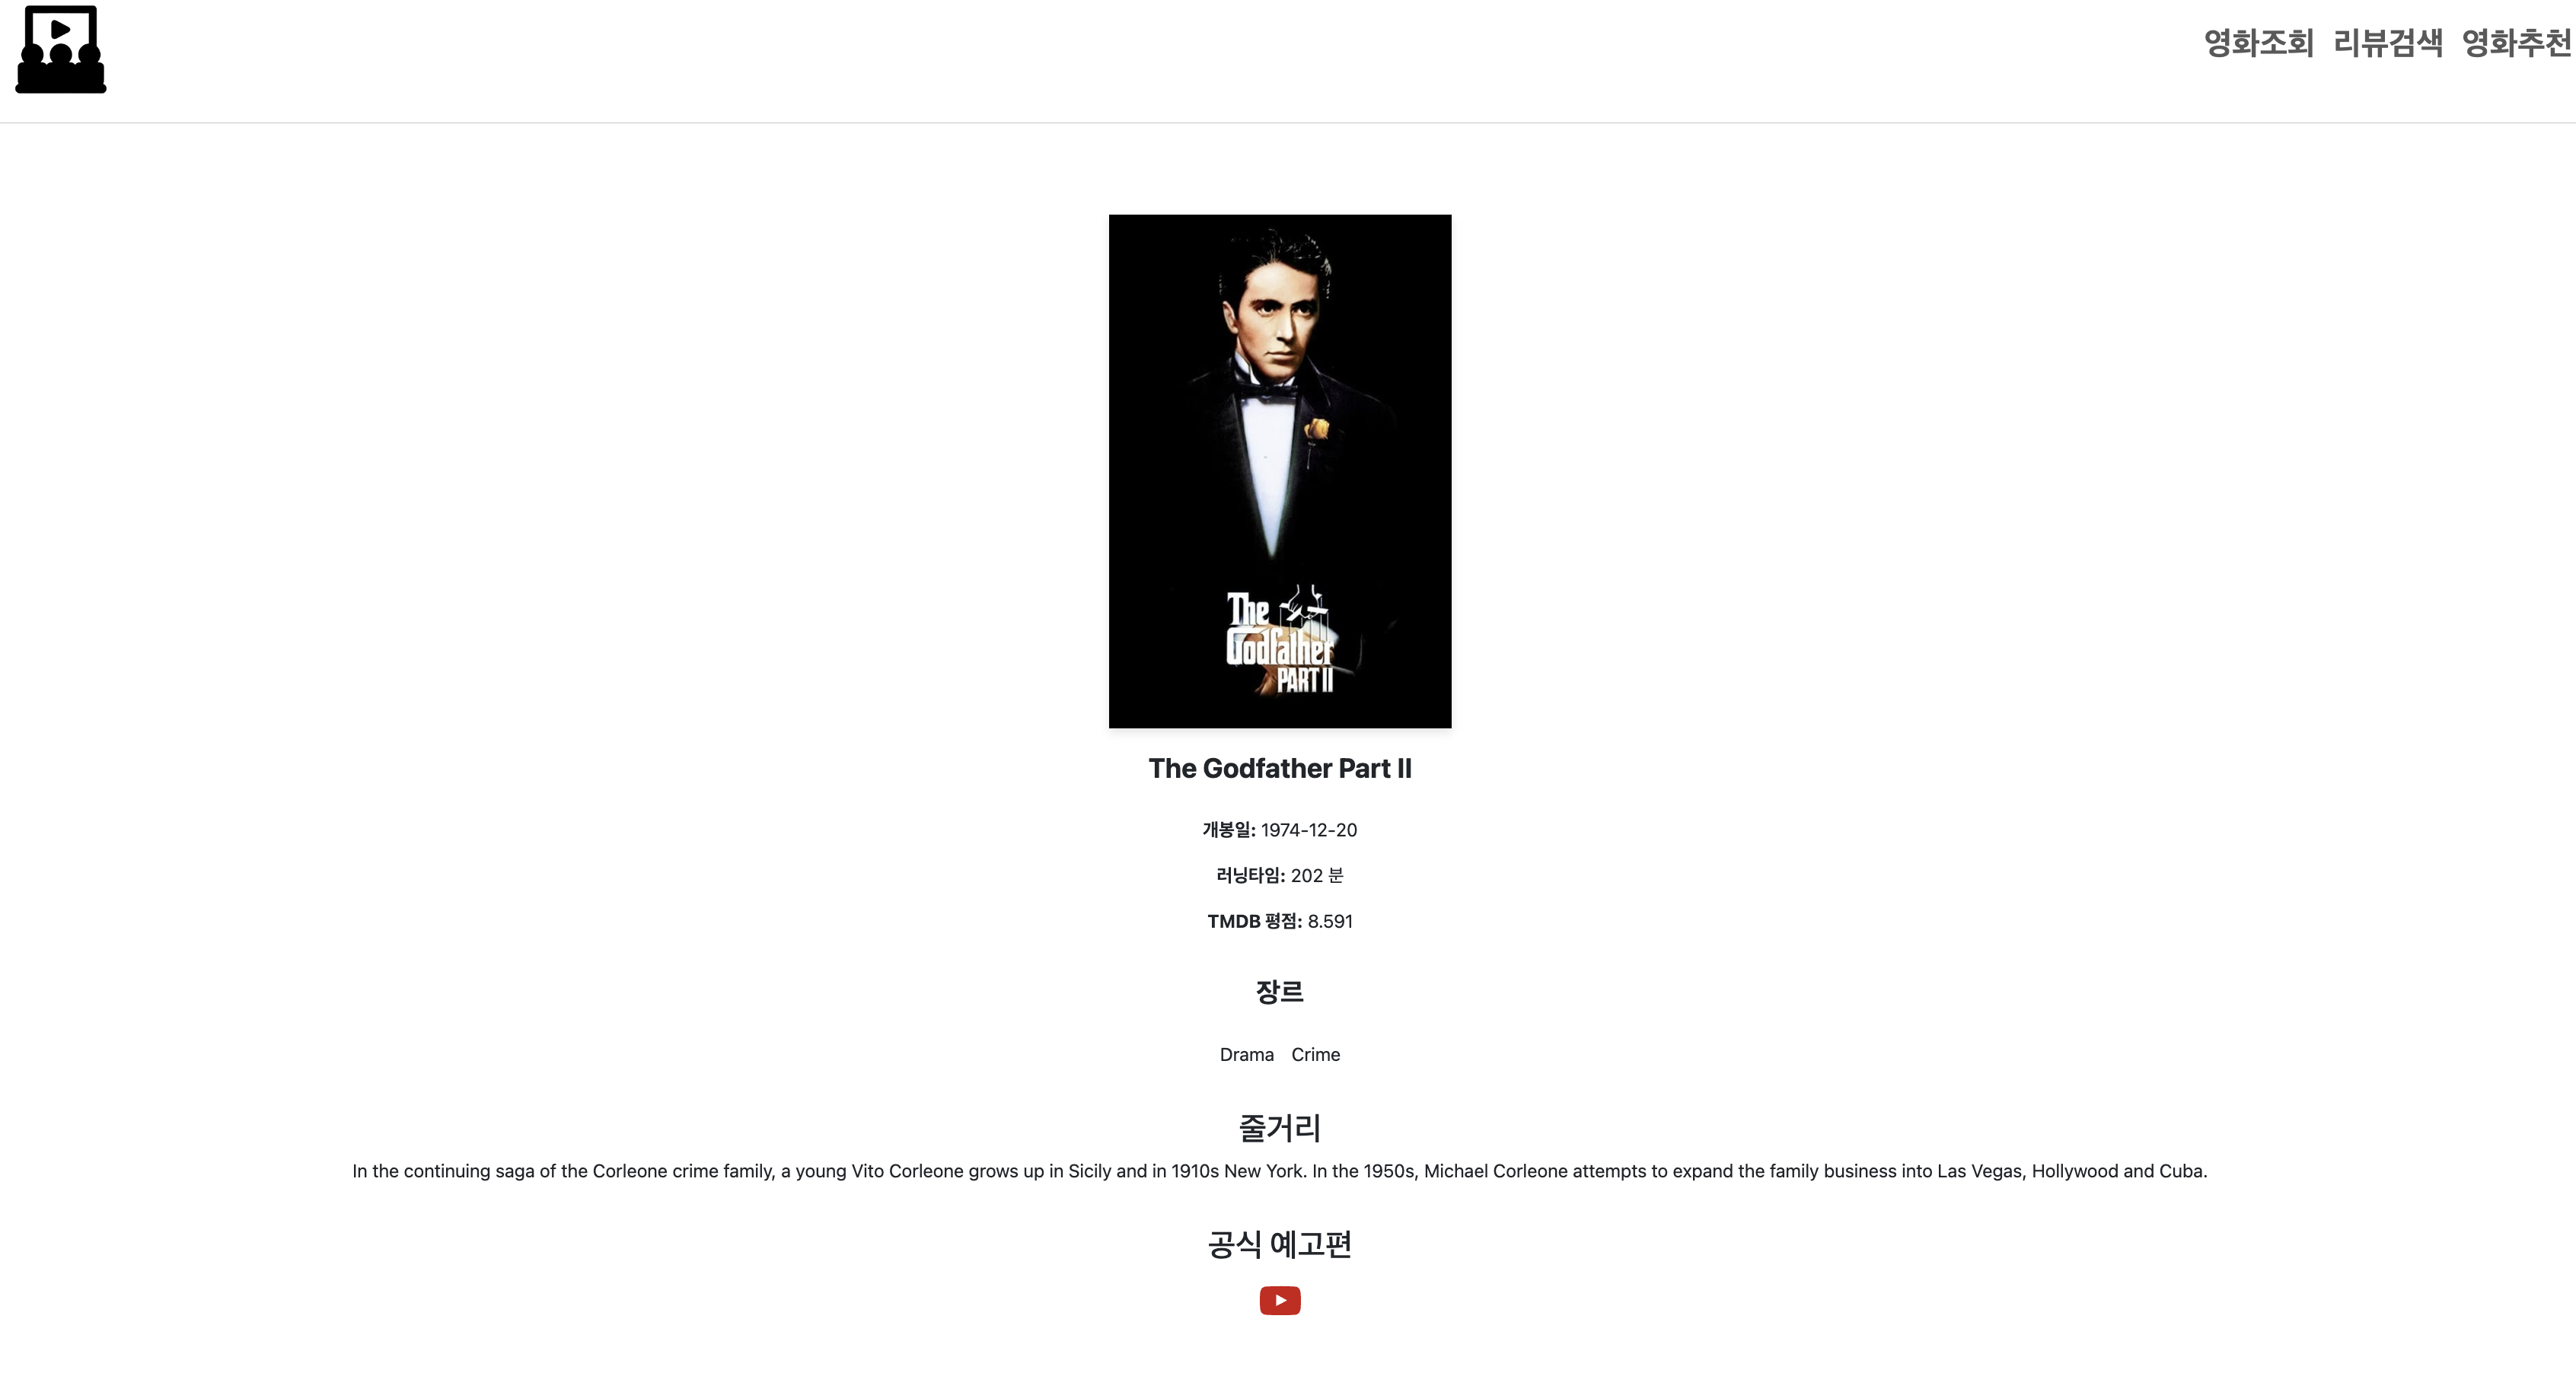 영화조회 리뷰검색 영화추천
The
Godfather
PART II
The Godfather Part II
개봉일: 1974-12-20
러닝타임: 202 분
TMDB 평점: 8.591
장르
Drama Crime
줄거리
In the continuing saga of the Corleone crime family, a young Vito Corleone grows up in Sicily and in 1910s New York. In the 1950s, Michael Corleone attempts to expand the family business into Las Vegas, Hollywood and Cuba.
공식 예고편